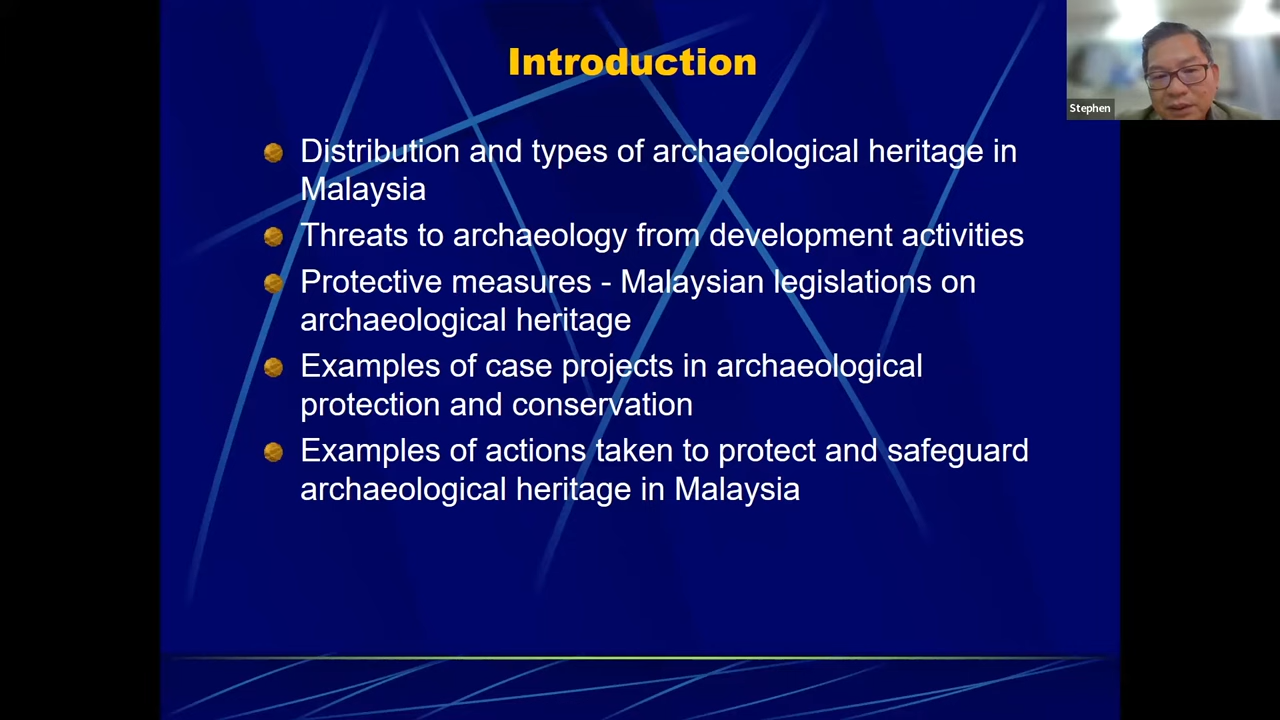 Introduction
Distribution and types of archaeological heritage in
Malaysia
Threats to archaeology from development activities
Protective measures - Malaysian legislations on
archaeological heritage
Examples of case projects in archaeological
protection and conservation
Examples of actions taken to protect and safeguard
archaeological heritage in Malaysia
Stephen